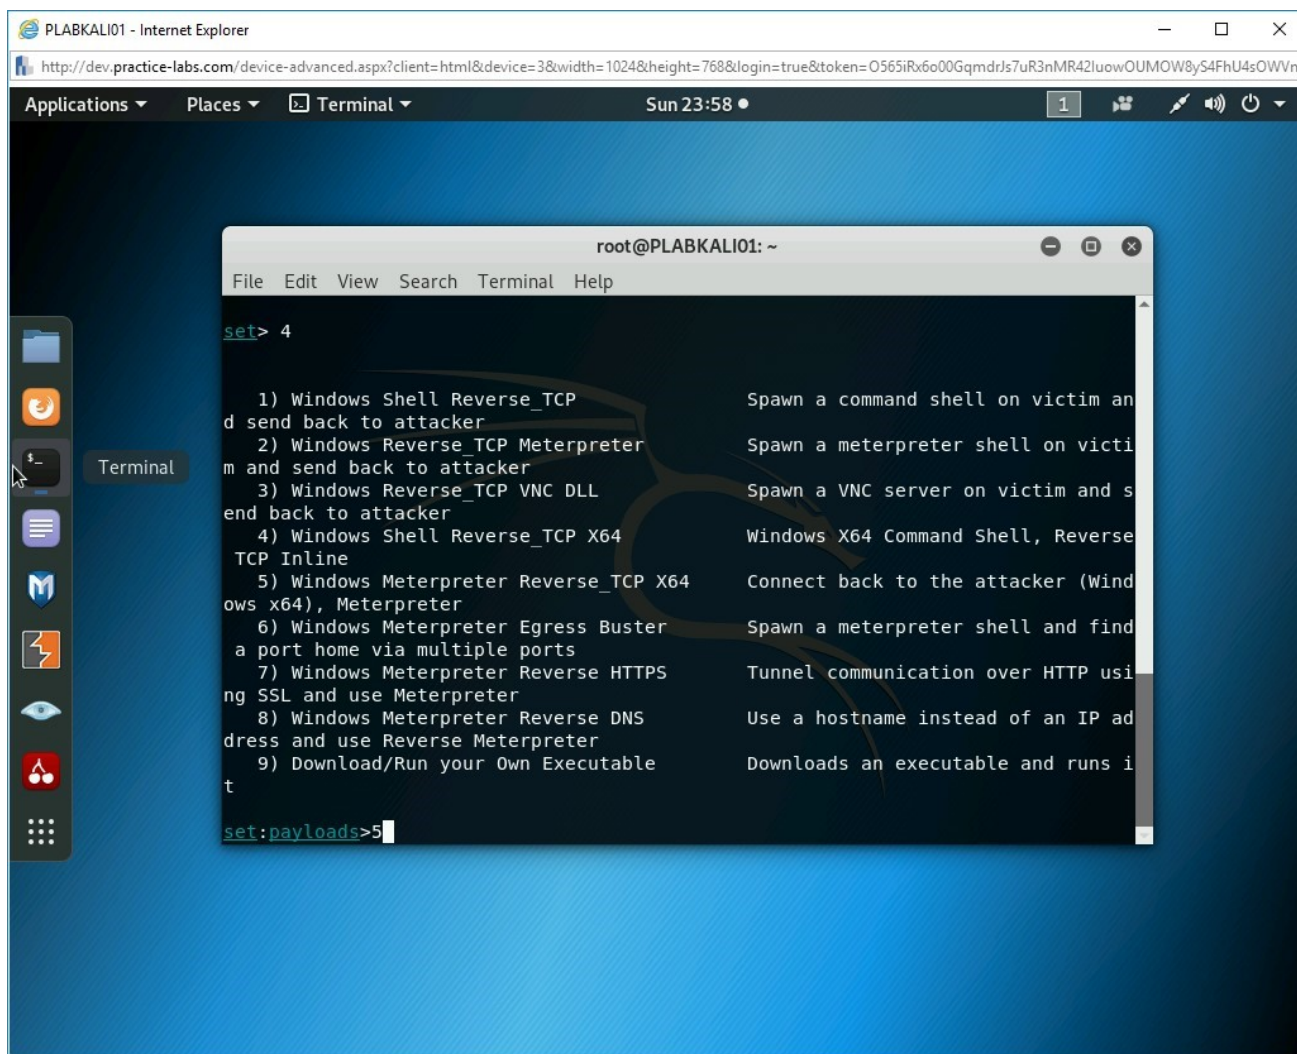 PLABKALI01 - Internet Explorer
http://dev.practice-labs.com/device-advanced.aspx?client=html&device=3&width=1024&height=768&login=true&token=O565iRx6o00GqmdrJs7uR3nMR42IuowOUMOW8yS4FhU4sOWVn
Applications Places Terminal Sun 23:58 1
root@PLABKALI01: ~
File Edit View Search Terminal Help
set> 4
1) Windows Shell Reverse_TCP Spawn a command shell on victim an
d send back to attacker
2) Windows Reverse_TCP Meterpreter Spawn a meterpreter shell on victi
m and send back to attacker
3) Windows Reverse_TCP VNC DLL Spawn a VNC server on victim and s
end back to attacker
4) Windows Shell Reverse_TCP X64 Windows X64 Command Shell, Reverse
TCP Inline
5) Windows Meterpreter Reverse_TCP X64 Connect back to the attacker (Wind
ows x64), Meterpreter
6) Windows Meterpreter Egress Buster Spawn a meterpreter shell and find
a port home via multiple ports
7) Windows Meterpreter Reverse HTTPS Tunnel communication over HTTP usi
ng SSL and use Meterpreter
8) Windows Meterpreter Reverse DNS Use a hostname instead of an IP ad
dress and use Reverse Meterpreter
9) Download/Run your Own Executable Downloads an executable and runs i
t
set:payloads>5
$_
Terminal